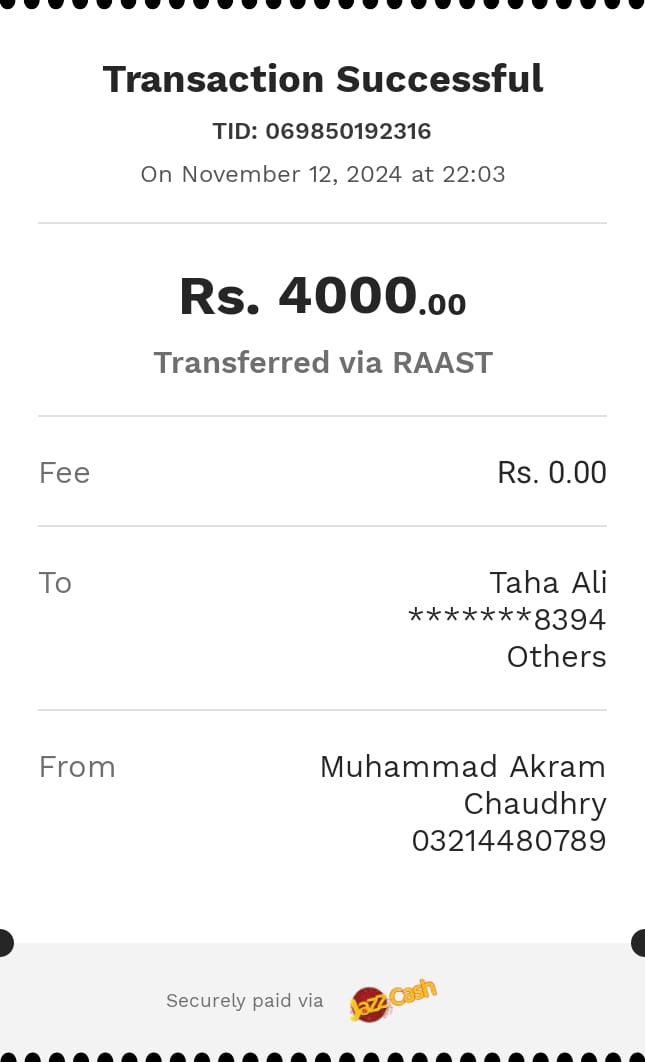 Transaction Successful
TID: 069850192316
On November 12, 2024 at 22:03
Rs. 4000.00
Transferred via RAAST
Fee Rs. 0.00
To Taha Ali
*******8394
Others
From Muhammad Akram
Chaudhry
03214480789
Securely paid via JazzCash